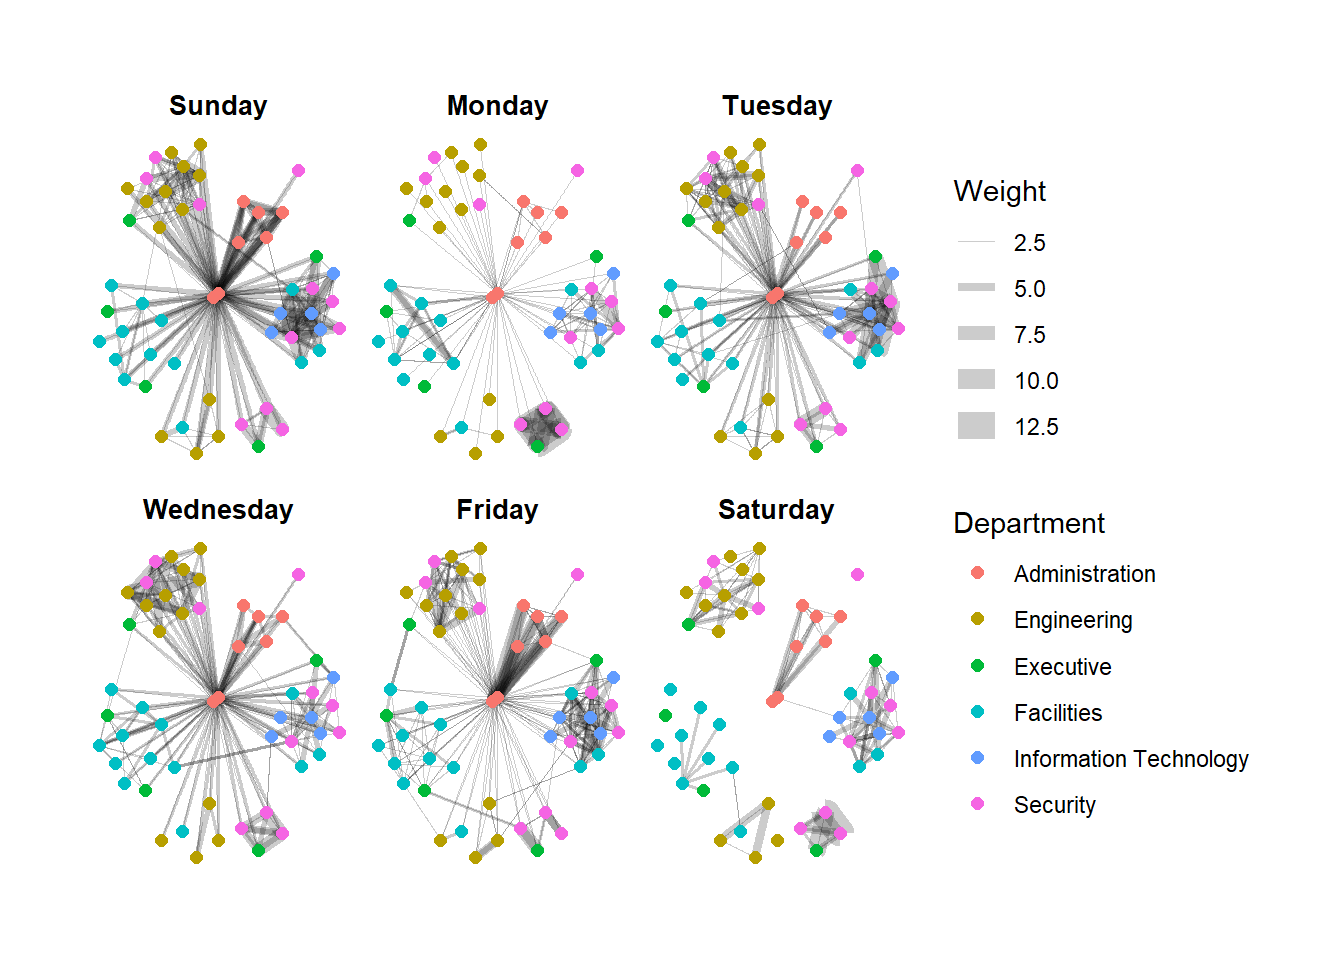 Sunday
Monday
Tuesday
Weight
2.5
5.0
7.5
10.0
12.5
Wednesday
Friday
Saturday
Department
Administration
Engineering
Executive
Facilities
Information Technology
Security